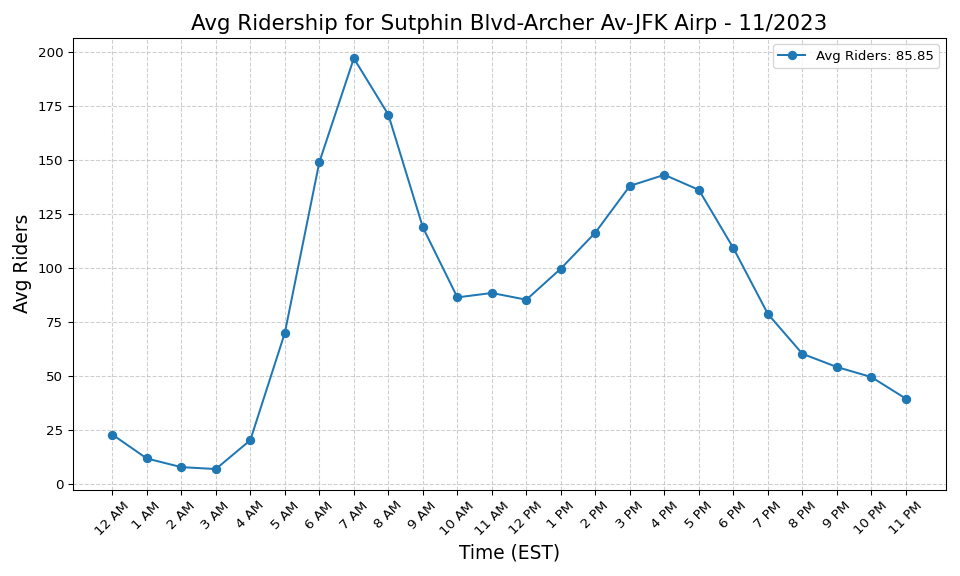 Avg Ridership for Sutphin Blvd-Archer Av-JFK Airp - 11/2023
Avg Riders: 85.85
200
175
150
125
100
75
50
25
0
Avg Riders
12 AM
1 AM
2 AM
3 AM
4 AM
5 AM
6 AM
7 AM
8 AM
9 AM
10 AM
11 AM
12 PM
1 PM
2 PM
3 PM
4 PM
5 PM
6 PM
7 PM
8 PM
9 PM
10 PM
11 PM
Time (EST)